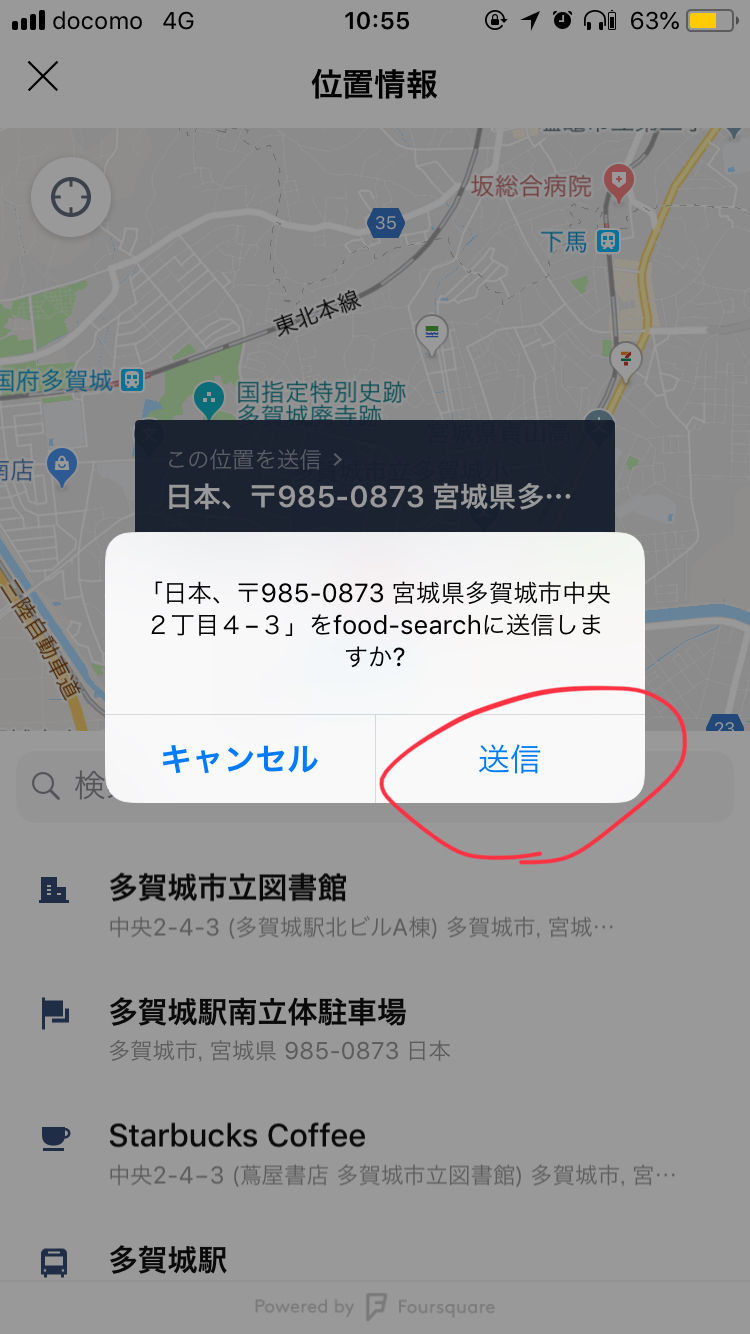 docomo 4G 10:55 63%
位置情報
坂総合病院
35
下馬
東北本線
国府多賀城
国指定特別史跡
多賀城廃寺跡
南店
この位置を送信 >
日本、〒985-0873 宮城県多…
三陸自動車道
「日本、〒985-0873 宮城県多賀城市中央
２丁目４−３」をfood-searchに送信しま
すか?
23
キャンセル 送信
検
多賀城市立図書館
中央2-4-3 (多賀城駅北ビルA棟) 多賀城市, 宮城…
多賀城駅南立体駐車場
多賀城市, 宮城県 985-0873 日本
Starbucks Coffee
中央2-4−3 (蔦屋書店 多賀城市立図書館) 多賀城市, 宮…
多賀城駅
Powered by Foursquare